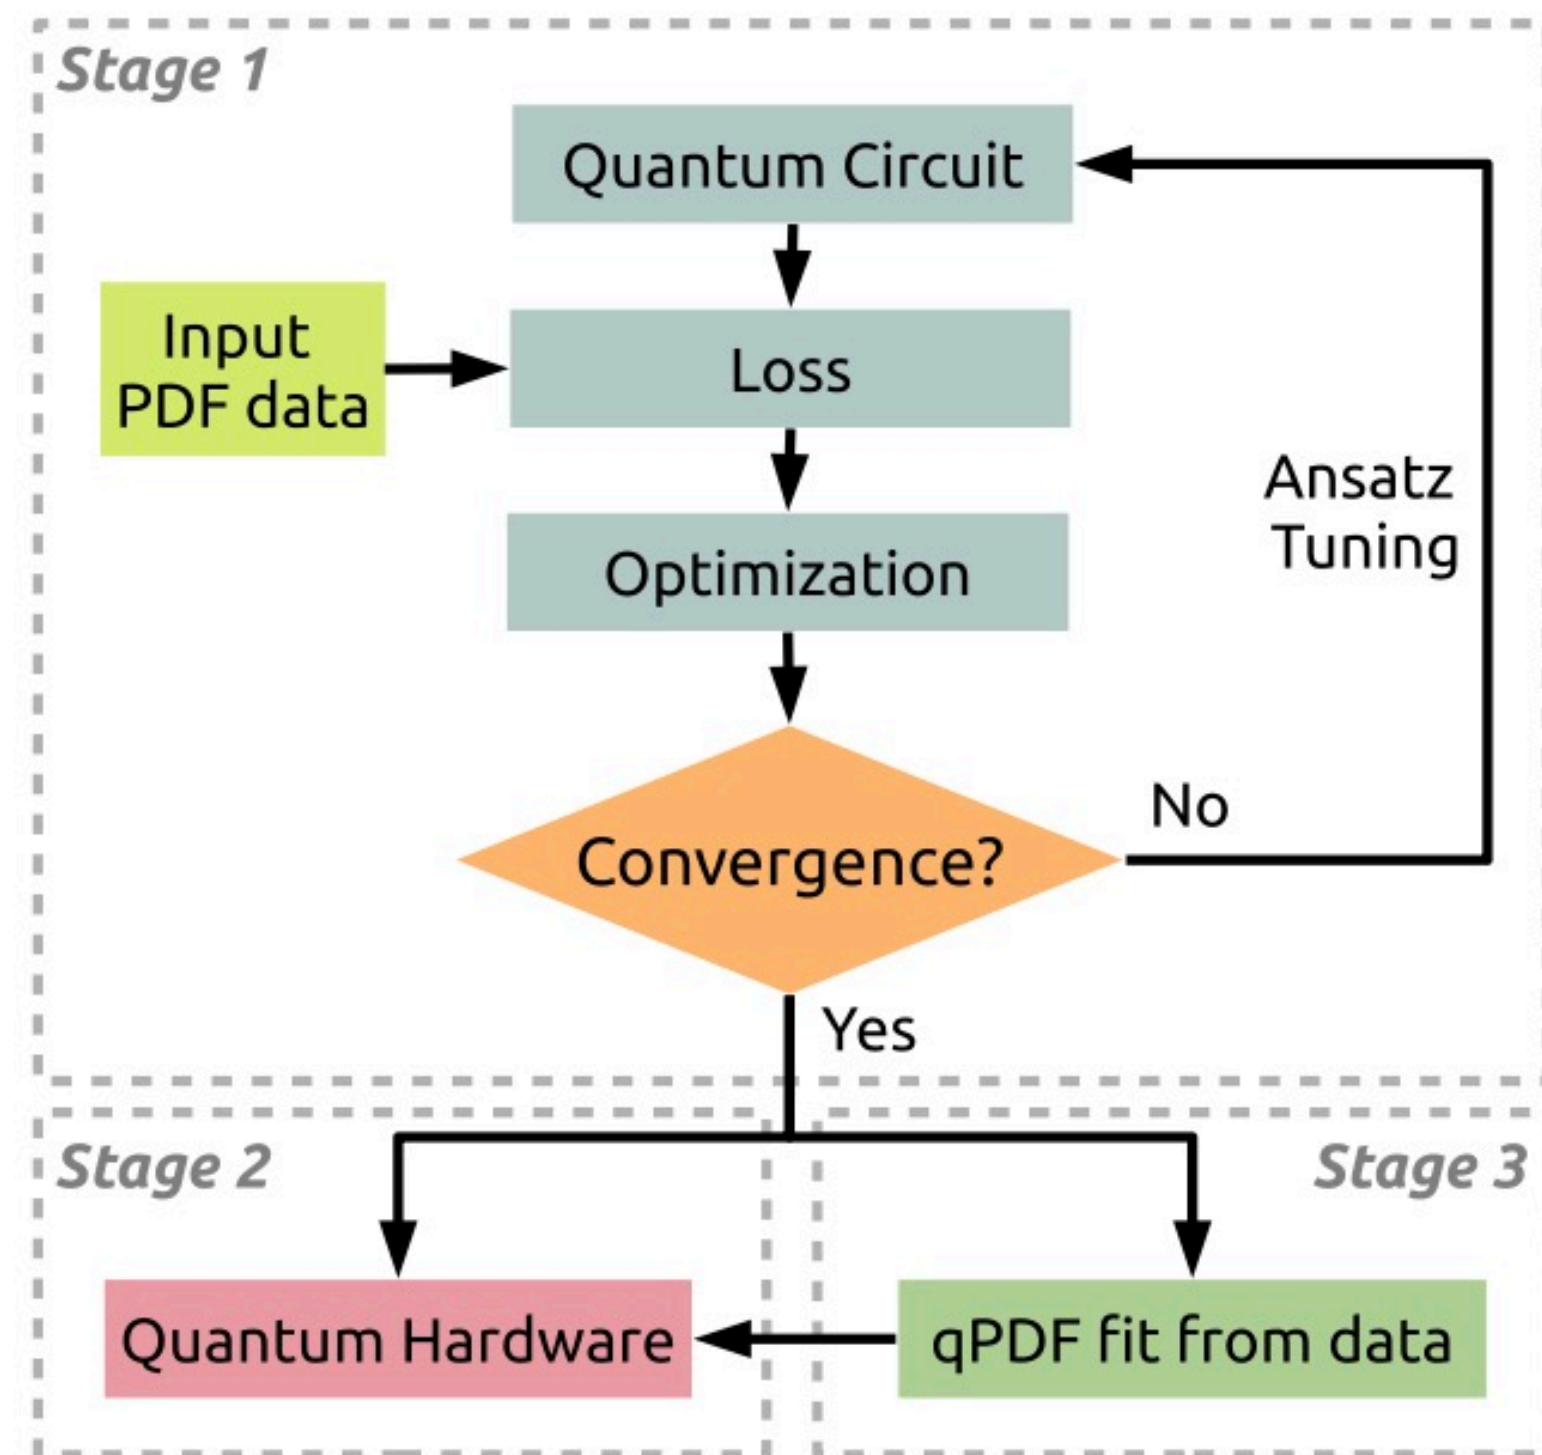 Stage 1
Quantum Circuit
Input
PDF data
Loss
Optimization
Ansatz
Tuning
Convergence?
No
Yes
Stage 2
Stage 3
Quantum Hardware
qPDF fit from data